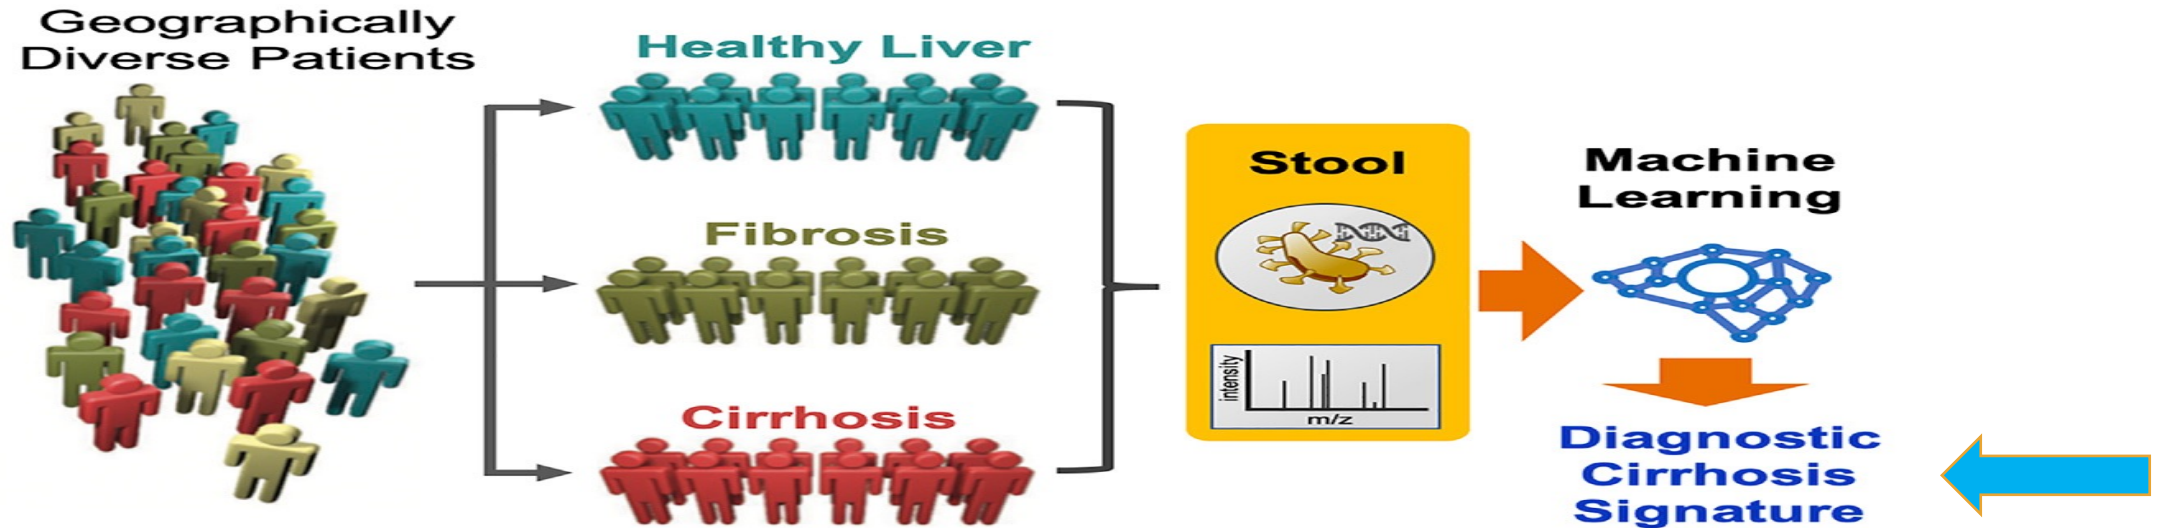 Geographically
Diverse Patients
Healthy Liver
Fibrosis
Cirrhosis
Stool
intensity
m/z
Machine
Learning
Diagnostic
Cirrhosis
Signature